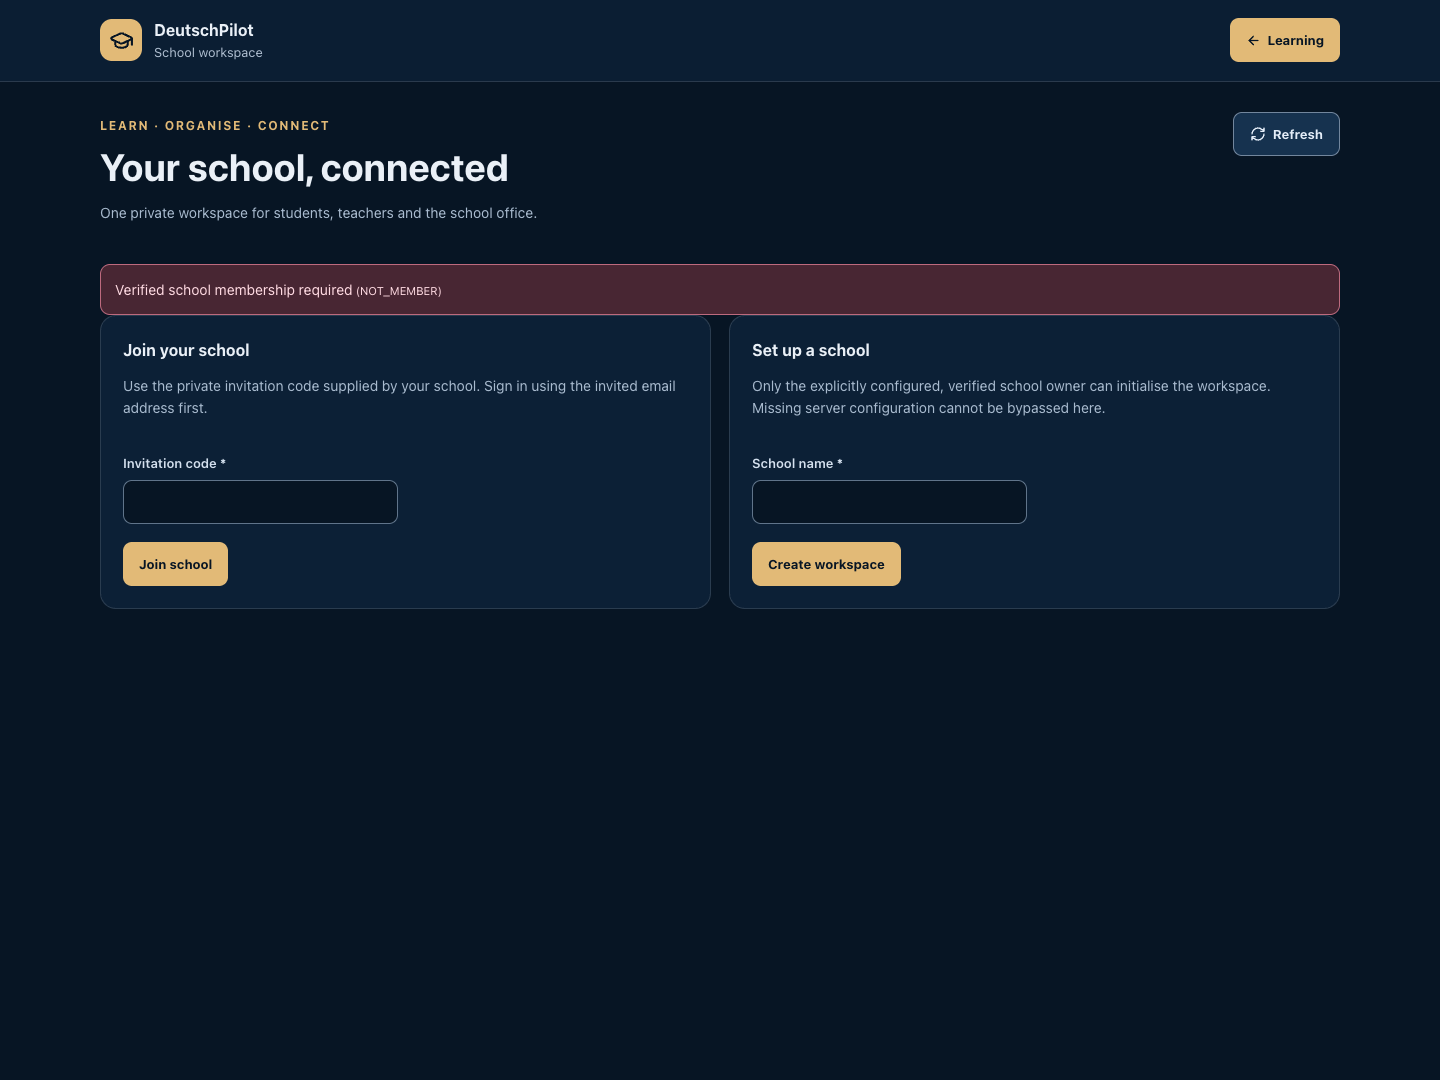 DeutschPilot
School workspace
Learning
LEARN · ORGANISE · CONNECT
Refresh
Your school, connected
One private workspace for students, teachers and the school office.
Verified school membership required (NOT_MEMBER)
Join your school
Use the private invitation code supplied by your school. Sign in using the invited email
address first.
Invitation code *
Join school
Set up a school
Only the explicitly configured, verified school owner can initialise the workspace.
Missing server configuration cannot be bypassed here.
School name *
Create workspace